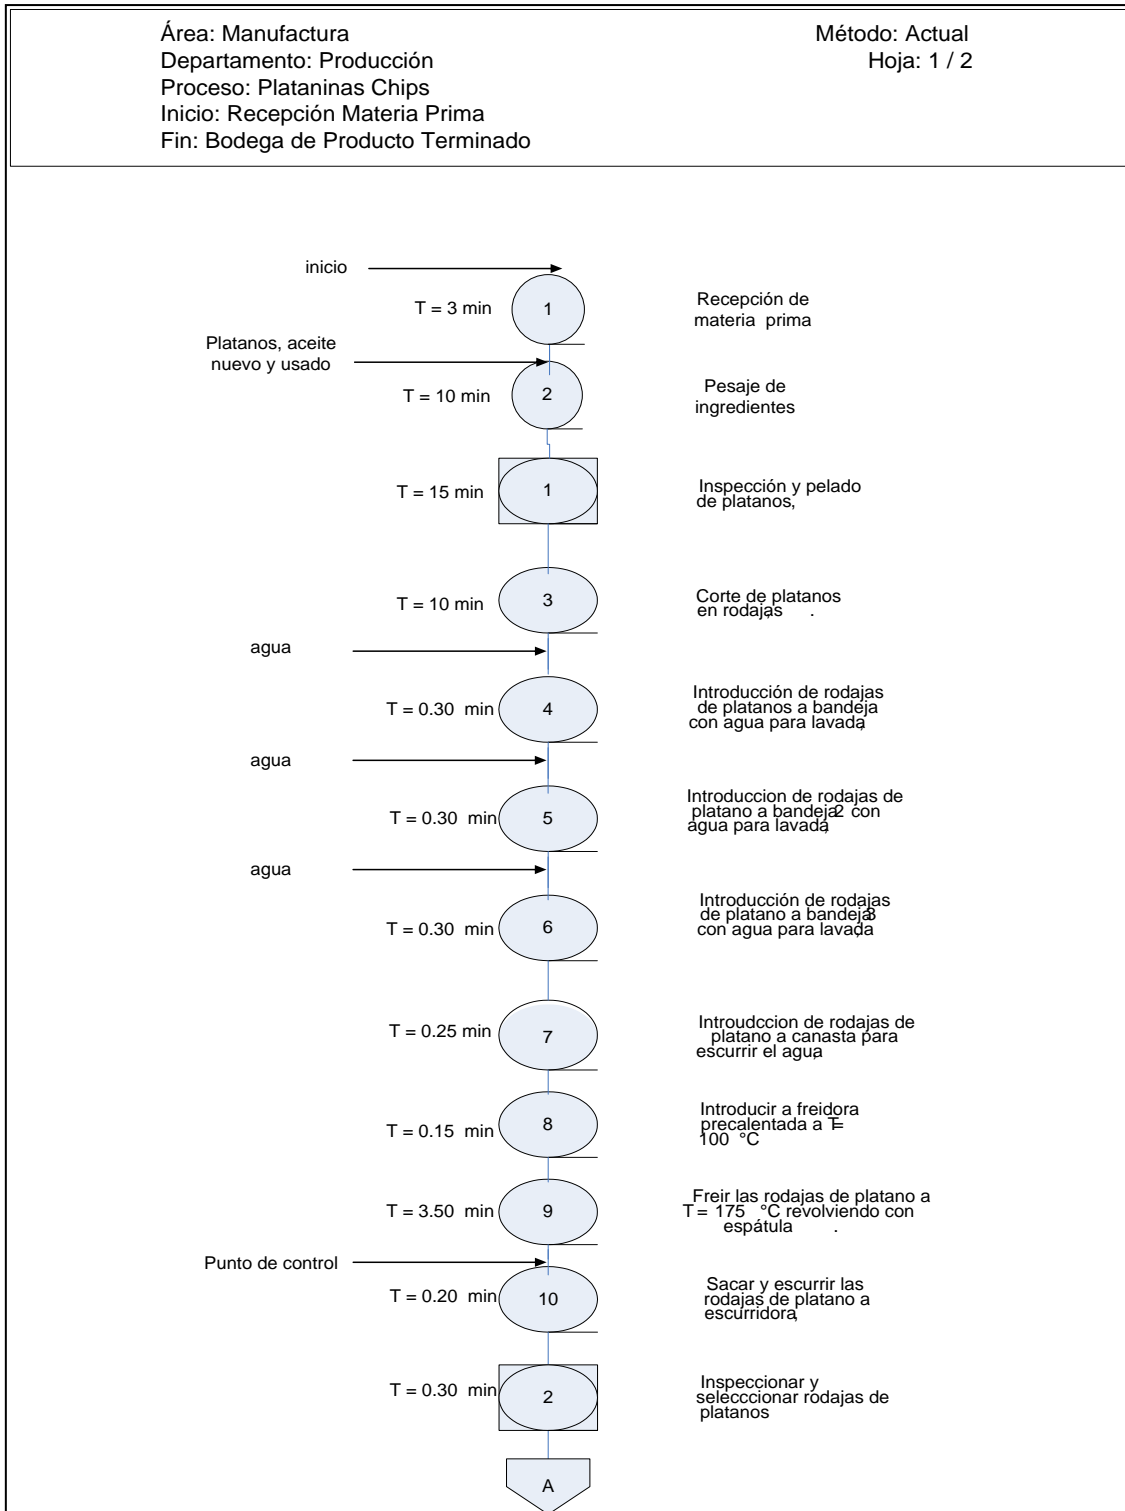 Área: Manufactura
Método: Actual
Departamento: Producción
Hoja: 1 / 2
Proceso: Plataninas Chips
Inicio: Recepción Materia Prima
Fin: Bodega de Producto Terminado
inicio
T = 3 min
1
Recepción de
materia prima
Platanos, aceite
nuevo y usado
T = 10 min
2
Pesaje de
ingredientes
T = 15 min
1
Inspección y pelado
de platanos,
T = 10 min
3
Corte de platanos
en rodajas .
agua
T = 0.30 min
4
Introducción de rodajas
de platanos a bandeja
con agua para lavada,
agua
T = 0.30 min
5
Introduccion de rodajas de
platano a bandeja 2 con
agua para lavada,
agua
T = 0.30 min
6
Introducción de rodajas
de platano a bandeja 3
con agua para lavada,
T = 0.25 min
7
Introudccion de rodajas de
platano a canasta para
escurrir el agua,
T = 0.15 min
8
Introducir a freidora
precalentada a T=
100 °C
T = 3.50 min
9
Freir las rodajas de platano a
T = 175 °C revolviendo con
espátula .
Punto de control
T = 0.20 min
10
Sacar y escurrir las
rodajas de platano a
escurridora,
T = 0.30 min
2
Inspeccionar y
selecccionar rodajas de
platanos
A